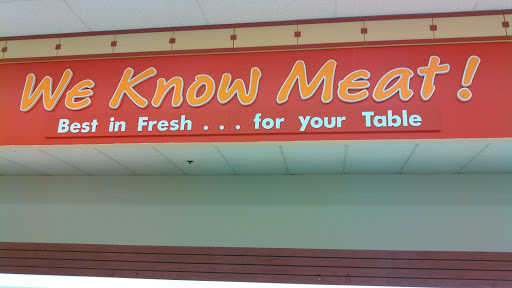 We Know Meat!
Best in Fresh . . . for your Table